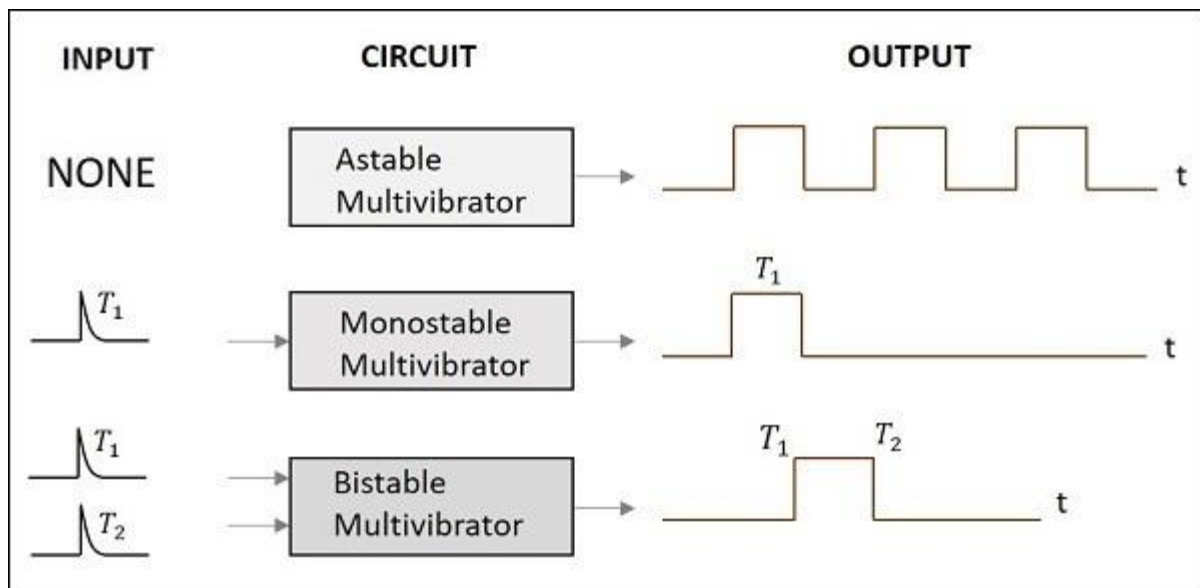 INPUT CIRCUIT OUTPUT
NONE
Astable
Multivibrator
t
T₁
Monostable
Multivibrator
T₁
t
T₁
T₂
Bistable
Multivibrator
T₁ T₂
t